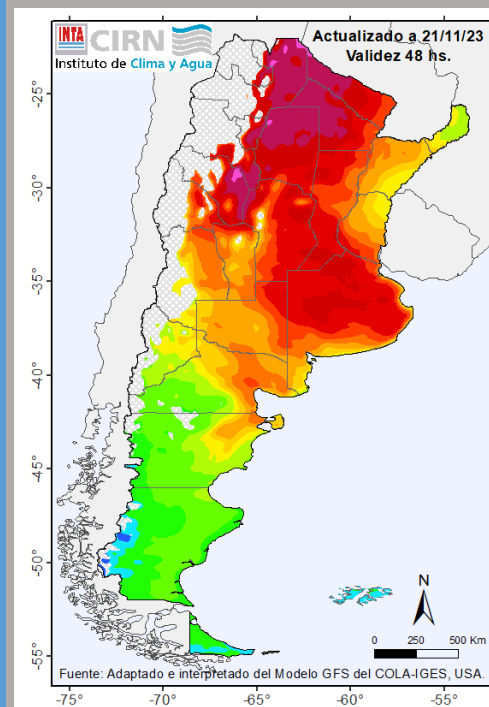 INTA CIRN
Instituto de Clima y Agua
Actualizado a 21/11/23
Validez 48 hs.
-25°
-30°
-35°
-40°
-45°
-50°
-55°
N
0 250 500 Km
Fuente: Adaptado e interpretado del Modelo GFS del COLA-IGES, USA.
-75° -70° -65° -60° -55°